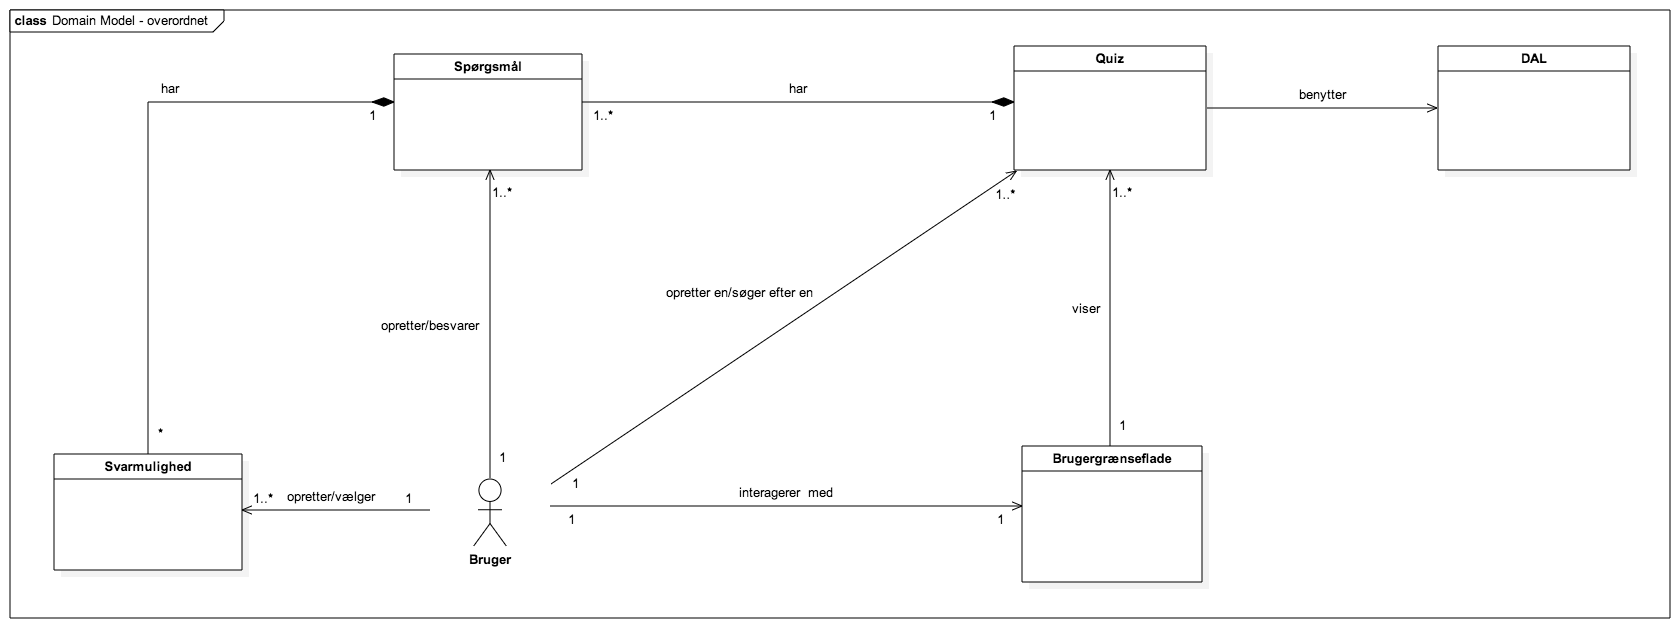 class Domain Model - overordnet
Spørgsmål
Quiz
DAL
har
1
1..*
har
1
benytter
1..*
1..*
1..*
opretter en/søger efter en
viser
opretter/besvarer
1
*
1
Svarmulighed
Brugergrænseflade
1..*
opretter/vælger
1
1
interagerer med
1
1
Bruger